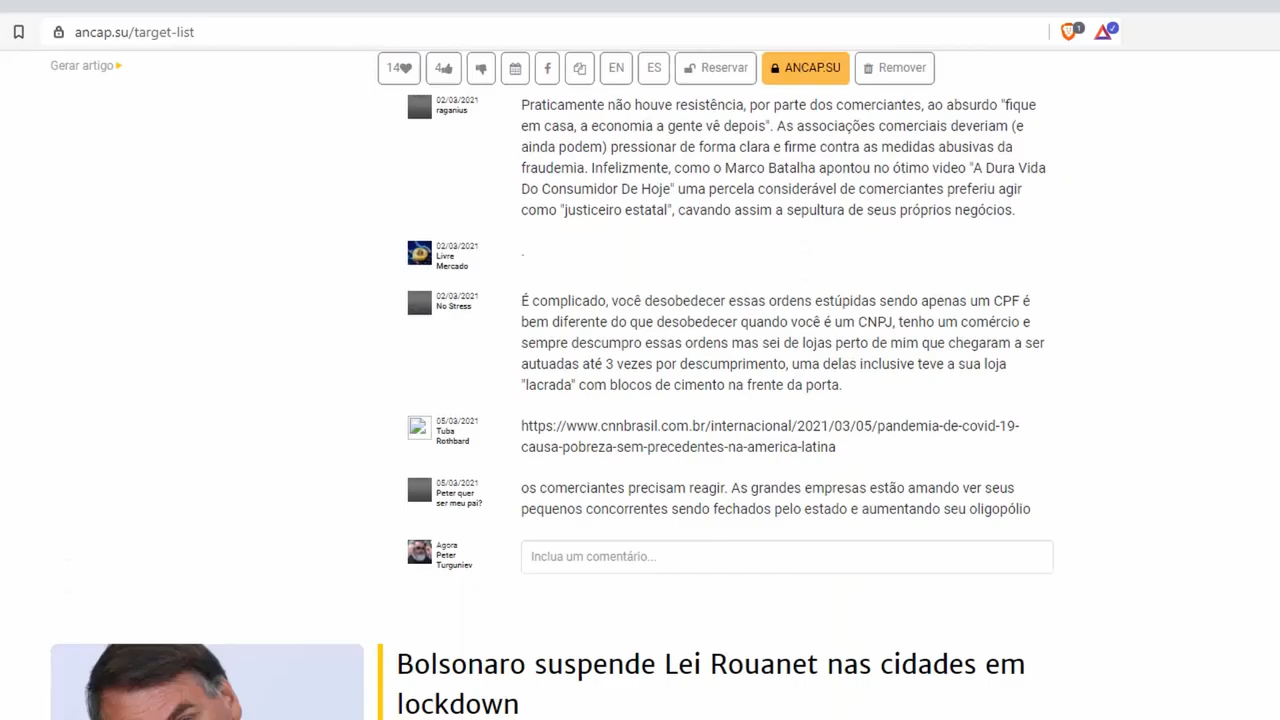 ancap.su/target-list
1
Gerar artigo
14
4
EN
ES
Reservar
ANCAP.SU
Remover
02/03/2021
raganius
Praticamente não houve resistência, por parte dos comerciantes, ao absurdo "fique
em casa, a economia a gente vê depois". As associações comerciais deveriam (e
ainda podem) pressionar de forma clara e firme contra as medidas abusivas da
fraudemia. Infelizmente, como o Marco Batalha apontou no ótimo video "A Dura Vida
Do Consumidor De Hoje" uma percela considerável de comerciantes preferiu agir
como "justiceiro estatal", cavando assim a sepultura de seus próprios negócios.
02/03/2021
Livre
Mercado
.
02/03/2021
No Stress
É complicado, você desobedecer essas ordens estúpidas sendo apenas um CPF é
bem diferente do que desobedecer quando você é um CNPJ, tenho um comércio e
sempre descumpro essas ordens mas sei de lojas perto de mim que chegaram a ser
autuadas até 3 vezes por descumprimento, uma delas inclusive teve a sua loja
"lacrada" com blocos de cimento na frente da porta.
05/03/2021
Tuba
Rothbard
https://www.cnnbrasil.com.br/internacional/2021/03/05/pandemia-de-covid-19-
causa-pobreza-sem-precedentes-na-america-latina
05/03/2021
Peter quer
ser meu pai?
os comerciantes precisam reagir. As grandes empresas estão amando ver seus
pequenos concorrentes sendo fechados pelo estado e aumentando seu oligopólio
Agora
Peter
Turguniev
Inclua um comentário...
Bolsonaro suspende Lei Rouanet nas cidades em
lockdown